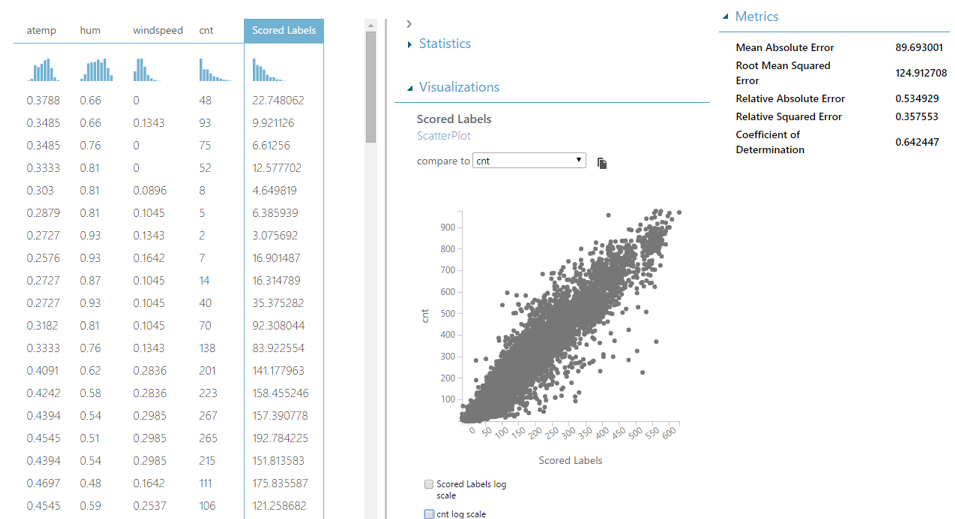 atemp hum windspeed cnt Scored Labels
0.3788 0.66 0 48 22.748062
0.3485 0.66 0.1343 93 9.921126
0.3485 0.76 0 75 6.61256
0.3333 0.81 0 52 12.577702
0.303 0.81 0.0896 8 4.649819
0.2879 0.81 0.1045 5 6.385939
0.2727 0.93 0.1343 2 3.075692
0.2576 0.93 0.1642 7 16.901487
0.2727 0.87 0.1045 14 16.314789
0.2727 0.93 0.1045 40 35.375282
0.3182 0.81 0.1045 70 92.308044
0.3333 0.76 0.1343 138 83.922554
0.4091 0.62 0.2836 201 141.177963
0.4242 0.58 0.2836 223 158.455246
0.4394 0.54 0.2985 267 157.390778
0.4545 0.51 0.2985 265 192.784225
0.4394 0.54 0.2985 215 151.813583
0.4697 0.48 0.1642 111 175.835587
0.4545 0.59 0.2537 106 121.258682
Statistics
Visualizations
Scored Labels
ScatterPlot
compare to cnt
900
800
700
600
500
400
300
200
100
cnt
0 50 100 150 200 250 300 350 400 450 500 550 600
Scored Labels
Scored Labels log
scale
cnt log scale
Metrics
Mean Absolute Error 89.693001
Root Mean Squared
Error 124.912708
Relative Absolute Error 0.534929
Relative Squared Error 0.357553
Coefficient of
Determination 0.642447